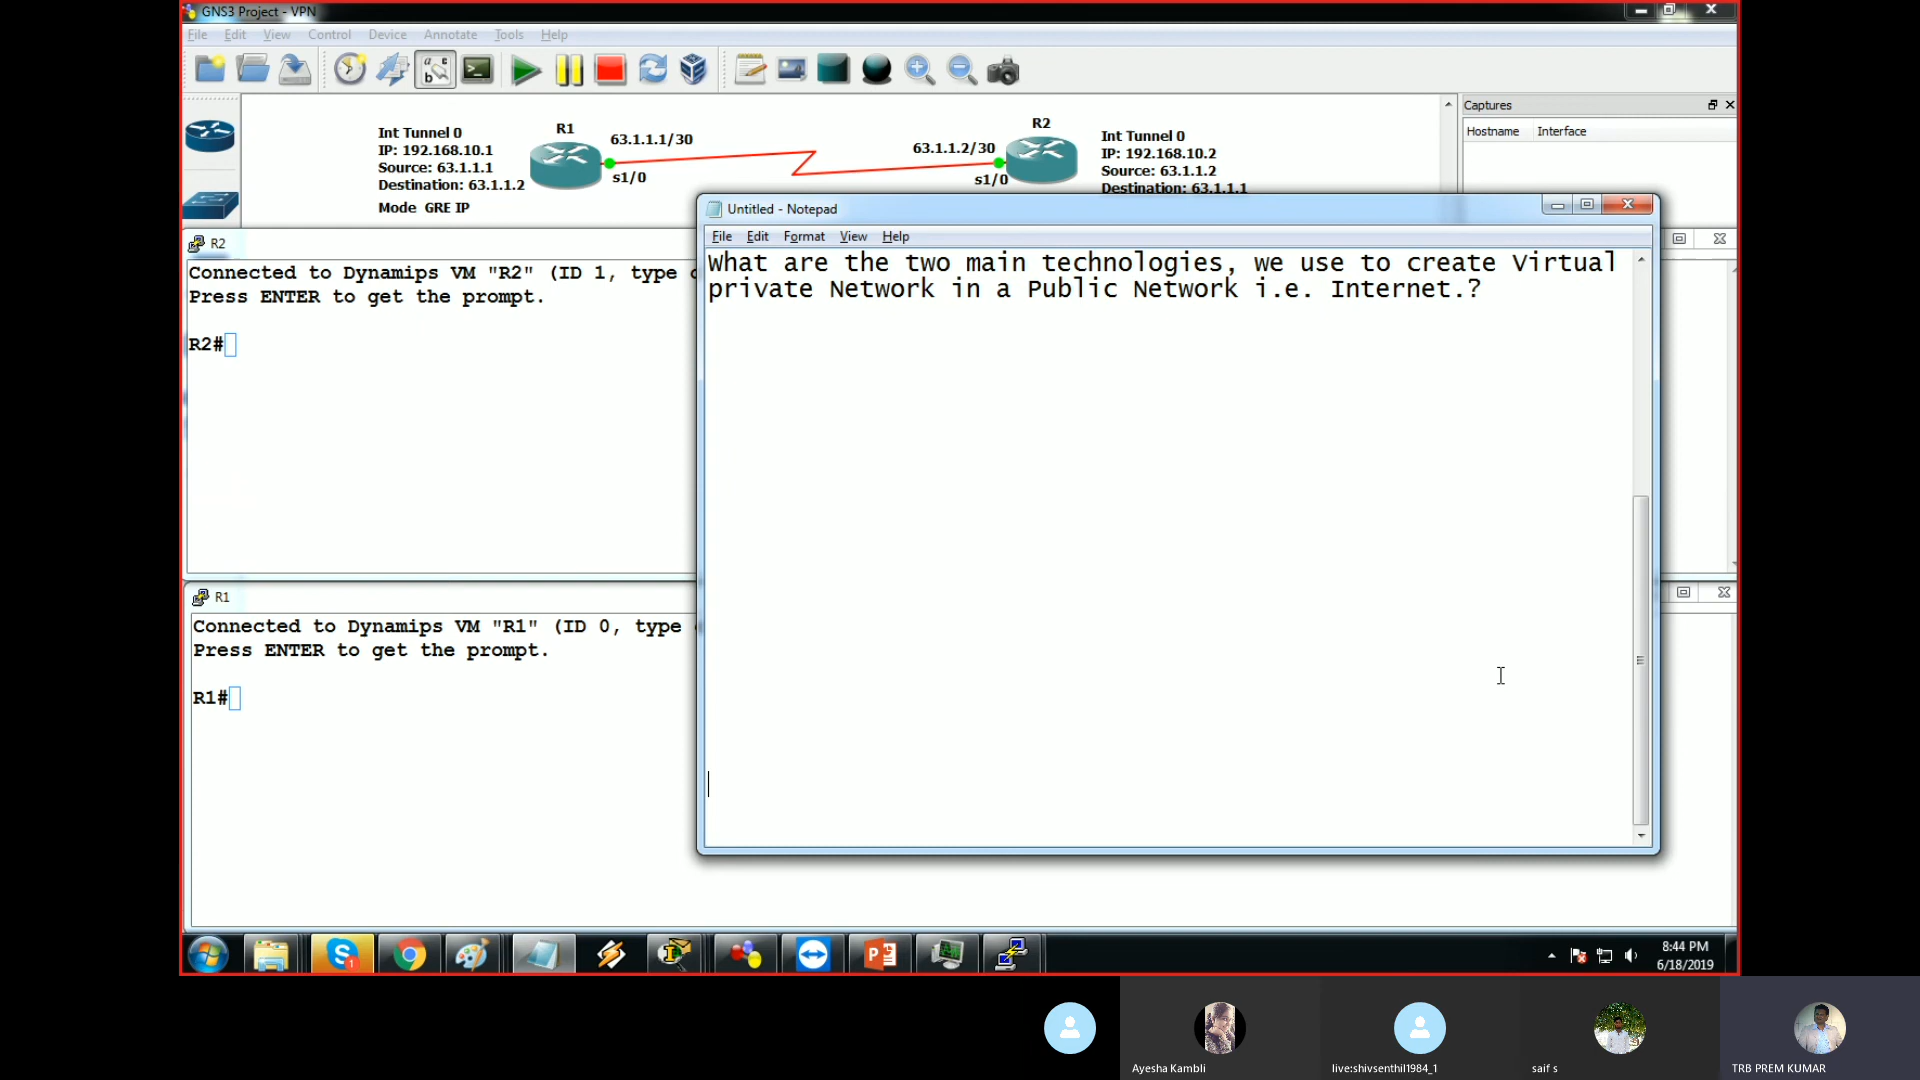 GNS3 Project - VPN
File Edit View Control Device Annotate Tools Help
Captures
Hostname Interface
Int Tunnel 0
IP: 192.168.10.1
Source: 63.1.1.1
Destination: 63.1.1.2
Mode GRE IP
R1
63.1.1.1/30
s1/0
63.1.1.2/30
s1/0
R2
Int Tunnel 0
IP: 192.168.10.2
Source: 63.1.1.2
Destination: 63.1.1.1
R2
Connected to Dynamips VM "R2" (ID 1, type
Press ENTER to get the prompt.
R2#
Untitled - Notepad
File Edit Format View Help
What are the two main technologies, we use to create Virtual
private Network in a Public Network i.e. Internet.?
R1
Connected to Dynamips VM "R1" (ID 0, type
Press ENTER to get the prompt.
R1#
8:44 PM
6/18/2019
Ayesha Kambli
live:shivsenthil1984_1
saif s
TRB PREM KUMAR